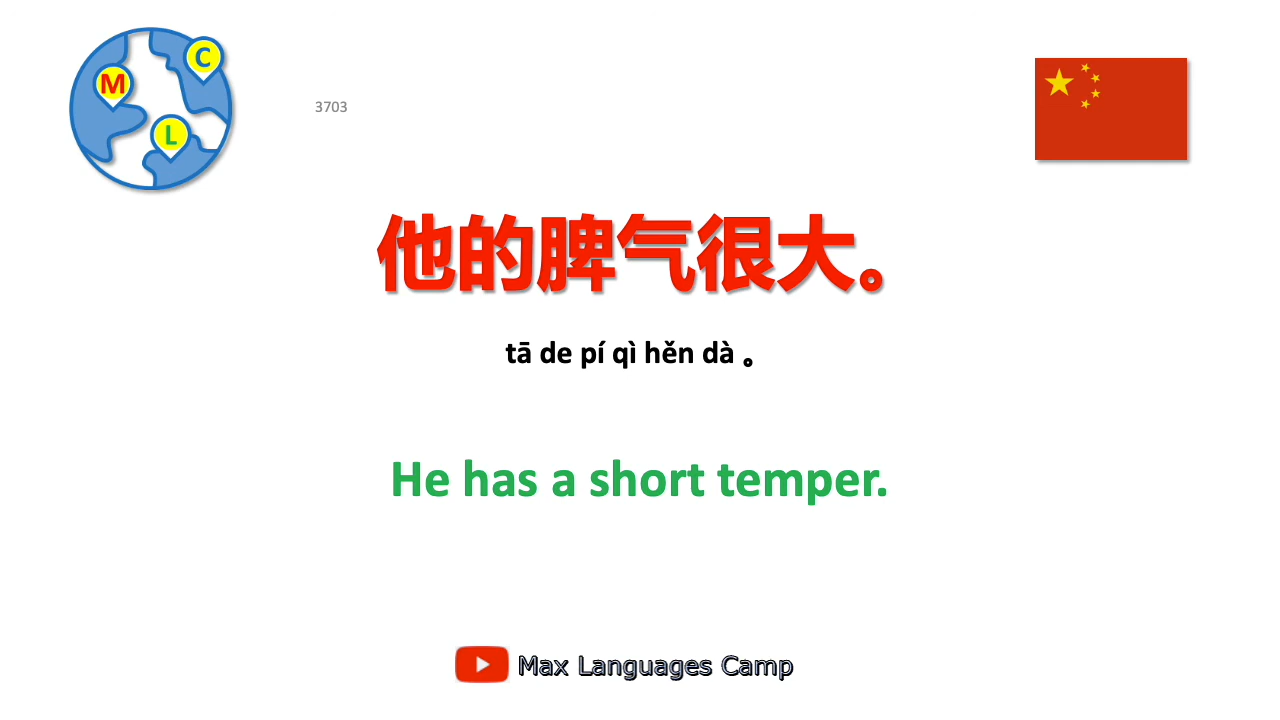 M
C
L
3703
他的脾气很大。
tā de pí qì hěn dà 。
He has a short temper.
Max Languages Camp